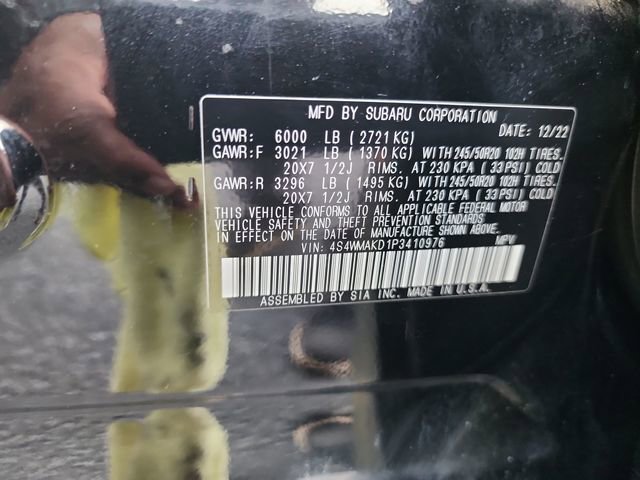 MFD BY SUBARU CORPORATION
GVWR: 6000 LB ( 2721 KG) DATE: 12/22
GAWR:F 3021 LB ( 1370 KG) WITH 245/50R20 102H TIRES.
20X7 1/2J RIMS. AT 230 KPA ( 33 PSI) COLD
GAWR:R 3296 LB ( 1495 KG) WITH 245/50R20 102H TIRES.
20X7 1/2J RIMS. AT 230 KPA ( 33 PSI) COLD
THIS VEHICLE CONFORMS TO ALL APPLICABLE FEDERAL MOTOR
VEHICLE SAFETY AND THEFT PREVENTION STANDARDS
IN EFFECT ON THE DATE OF MANUFACTURE SHOWN ABOVE.
VIN: 4S4WMAKD1P3410976 MPV
ASSEMBLED BY SIA INC. MADE IN U.S.A.